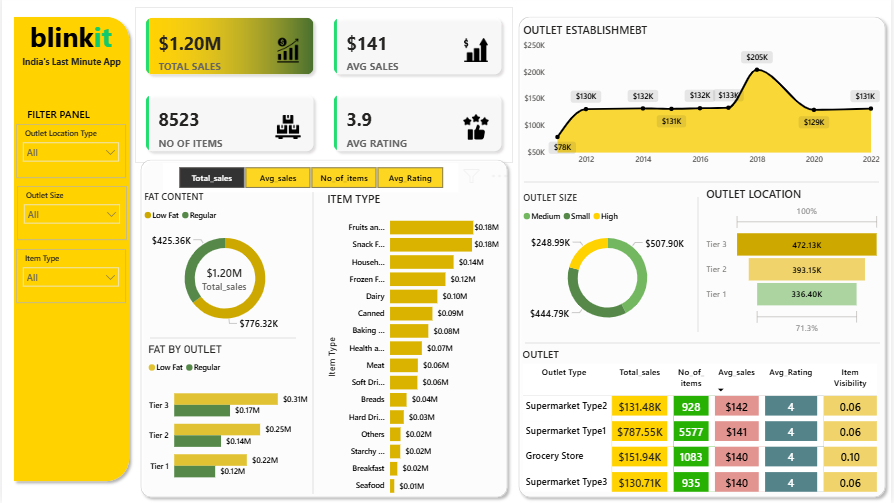 blinkit
India's Last Minute App
FILTER PANEL
Outlet Location Type
All
Outlet Size
All
Item Type
All
$1.20M
TOTAL SALES
$141
AVG SALES
8523
NO OF ITEMS
3.9
AVG RATING
Total_sales Avg_sales No_of_items Avg_Rating
FAT CONTENT
Low Fat Regular
$425.36K
$1.20M
Total_sales
$776.32K
FAT BY OUTLET
Low Fat Regular
Tier 3 $0.31M
$0.17M
Tier 2 $0.25M
$0.14M
Tier 1 $0.22M
$0.12M
ITEM TYPE
Item Type
Fruits an... $0.18M
Snack F... $0.18M
Househ... $0.14M
Frozen F... $0.12M
Dairy $0.10M
Canned $0.09M
Baking ... $0.08M
Health a... $0.07M
Meat $0.06M
Soft Dri... $0.06M
Breads $0.04M
Hard Dri... $0.03M
Others $0.02M
Starchy ... $0.02M
Breakfast $0.02M
Seafood $0.01M
OUTLET ESTABLISHMEBT
$250K
$200K
$150K
$100K
$50K
$78K
$130K
$132K
$131K
$132K
$133K
$205K
$129K
$131K
2012 2014 2016 2018 2020 2022
OUTLET SIZE
Medium Small High
$248.99K
$507.90K
$444.79K
OUTLET LOCATION
100%
Tier 3 472.13K
Tier 2 393.15K
Tier 1 336.40K
71.3%
OUTLET
Outlet Type Total_sales No_of_items Avg_sales Avg_Rating Item Visibility
Supermarket Type2 $131.48K 928 $142 4 0.06
Supermarket Type1 $787.55K 5577 $141 4 0.06
Grocery Store $151.94K 1083 $140 4 0.10
Supermarket Type3 $130.71K 935 $140 4 0.06